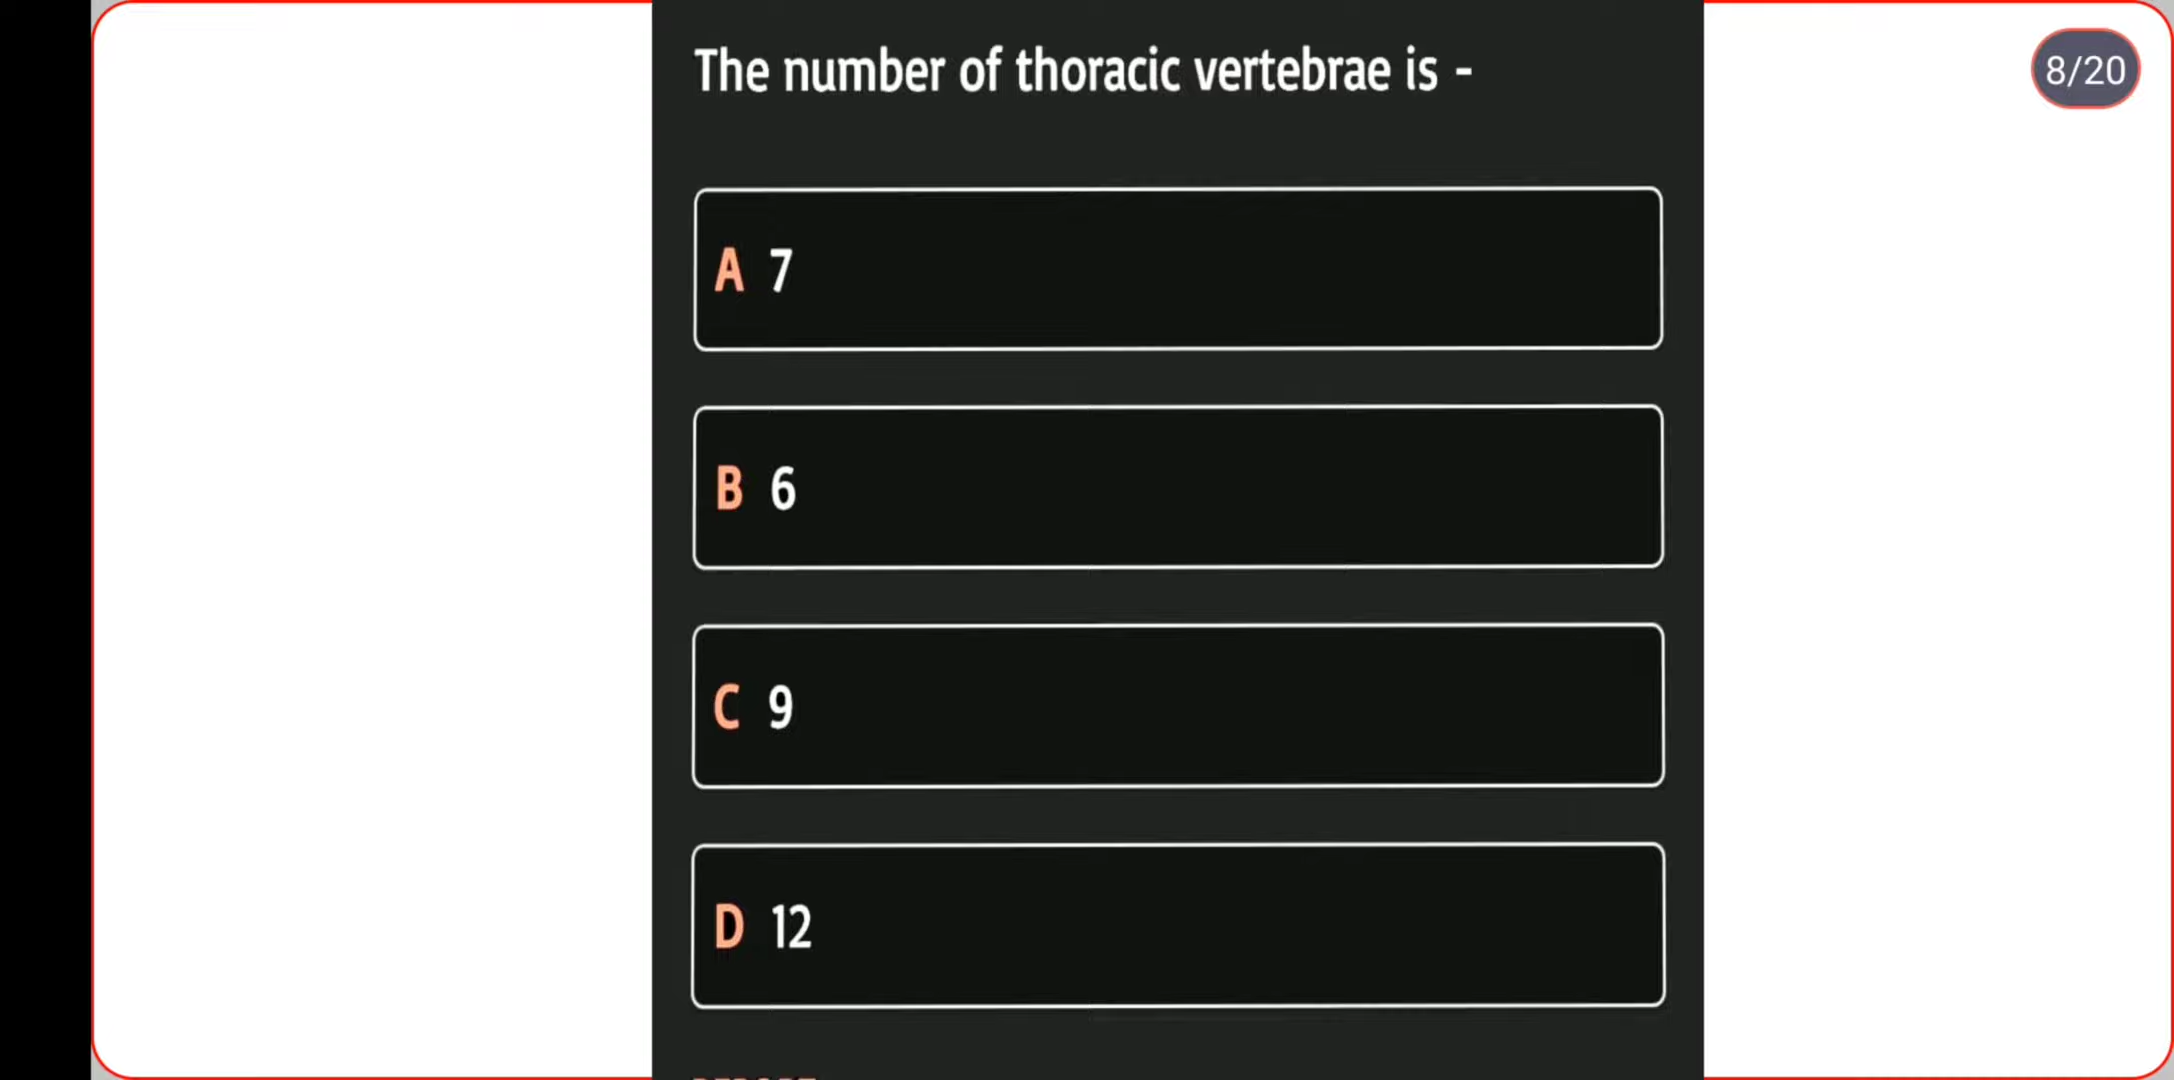 The number of thoracic vertebrae is -
8/20
A 7
B 6
C 9
D 12